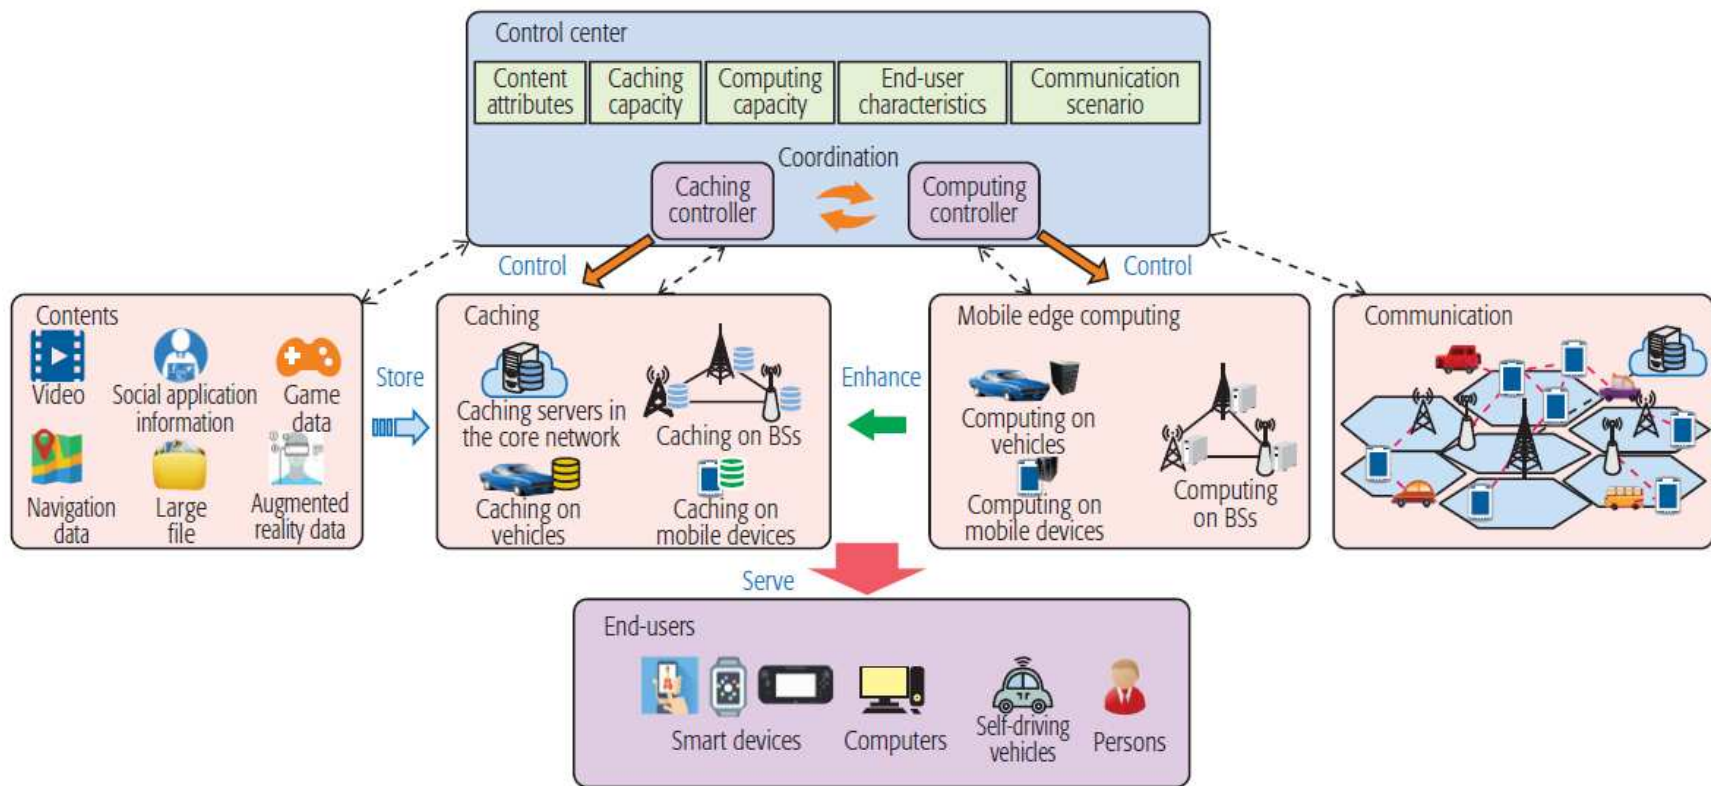 Control center
Content
attributes
Caching
capacity
Computing
capacity
End-user
characteristics
Communication
scenario
Coordination
Caching
controller
Computing
controller
Control
Control
Contents
Video
Social application
information
Game
data
Navigation
data
Large
file
Augmented
reality data
Store
Caching
Caching servers in
the core network
Caching on BSs
Caching on
vehicles
Caching on
mobile devices
Enhance
Mobile edge computing
Computing on
vehicles
Computing on
mobile devices
Computing
on BSs
Communication
Serve
End-users
Smart devices
Computers
Self-driving
vehicles
Persons